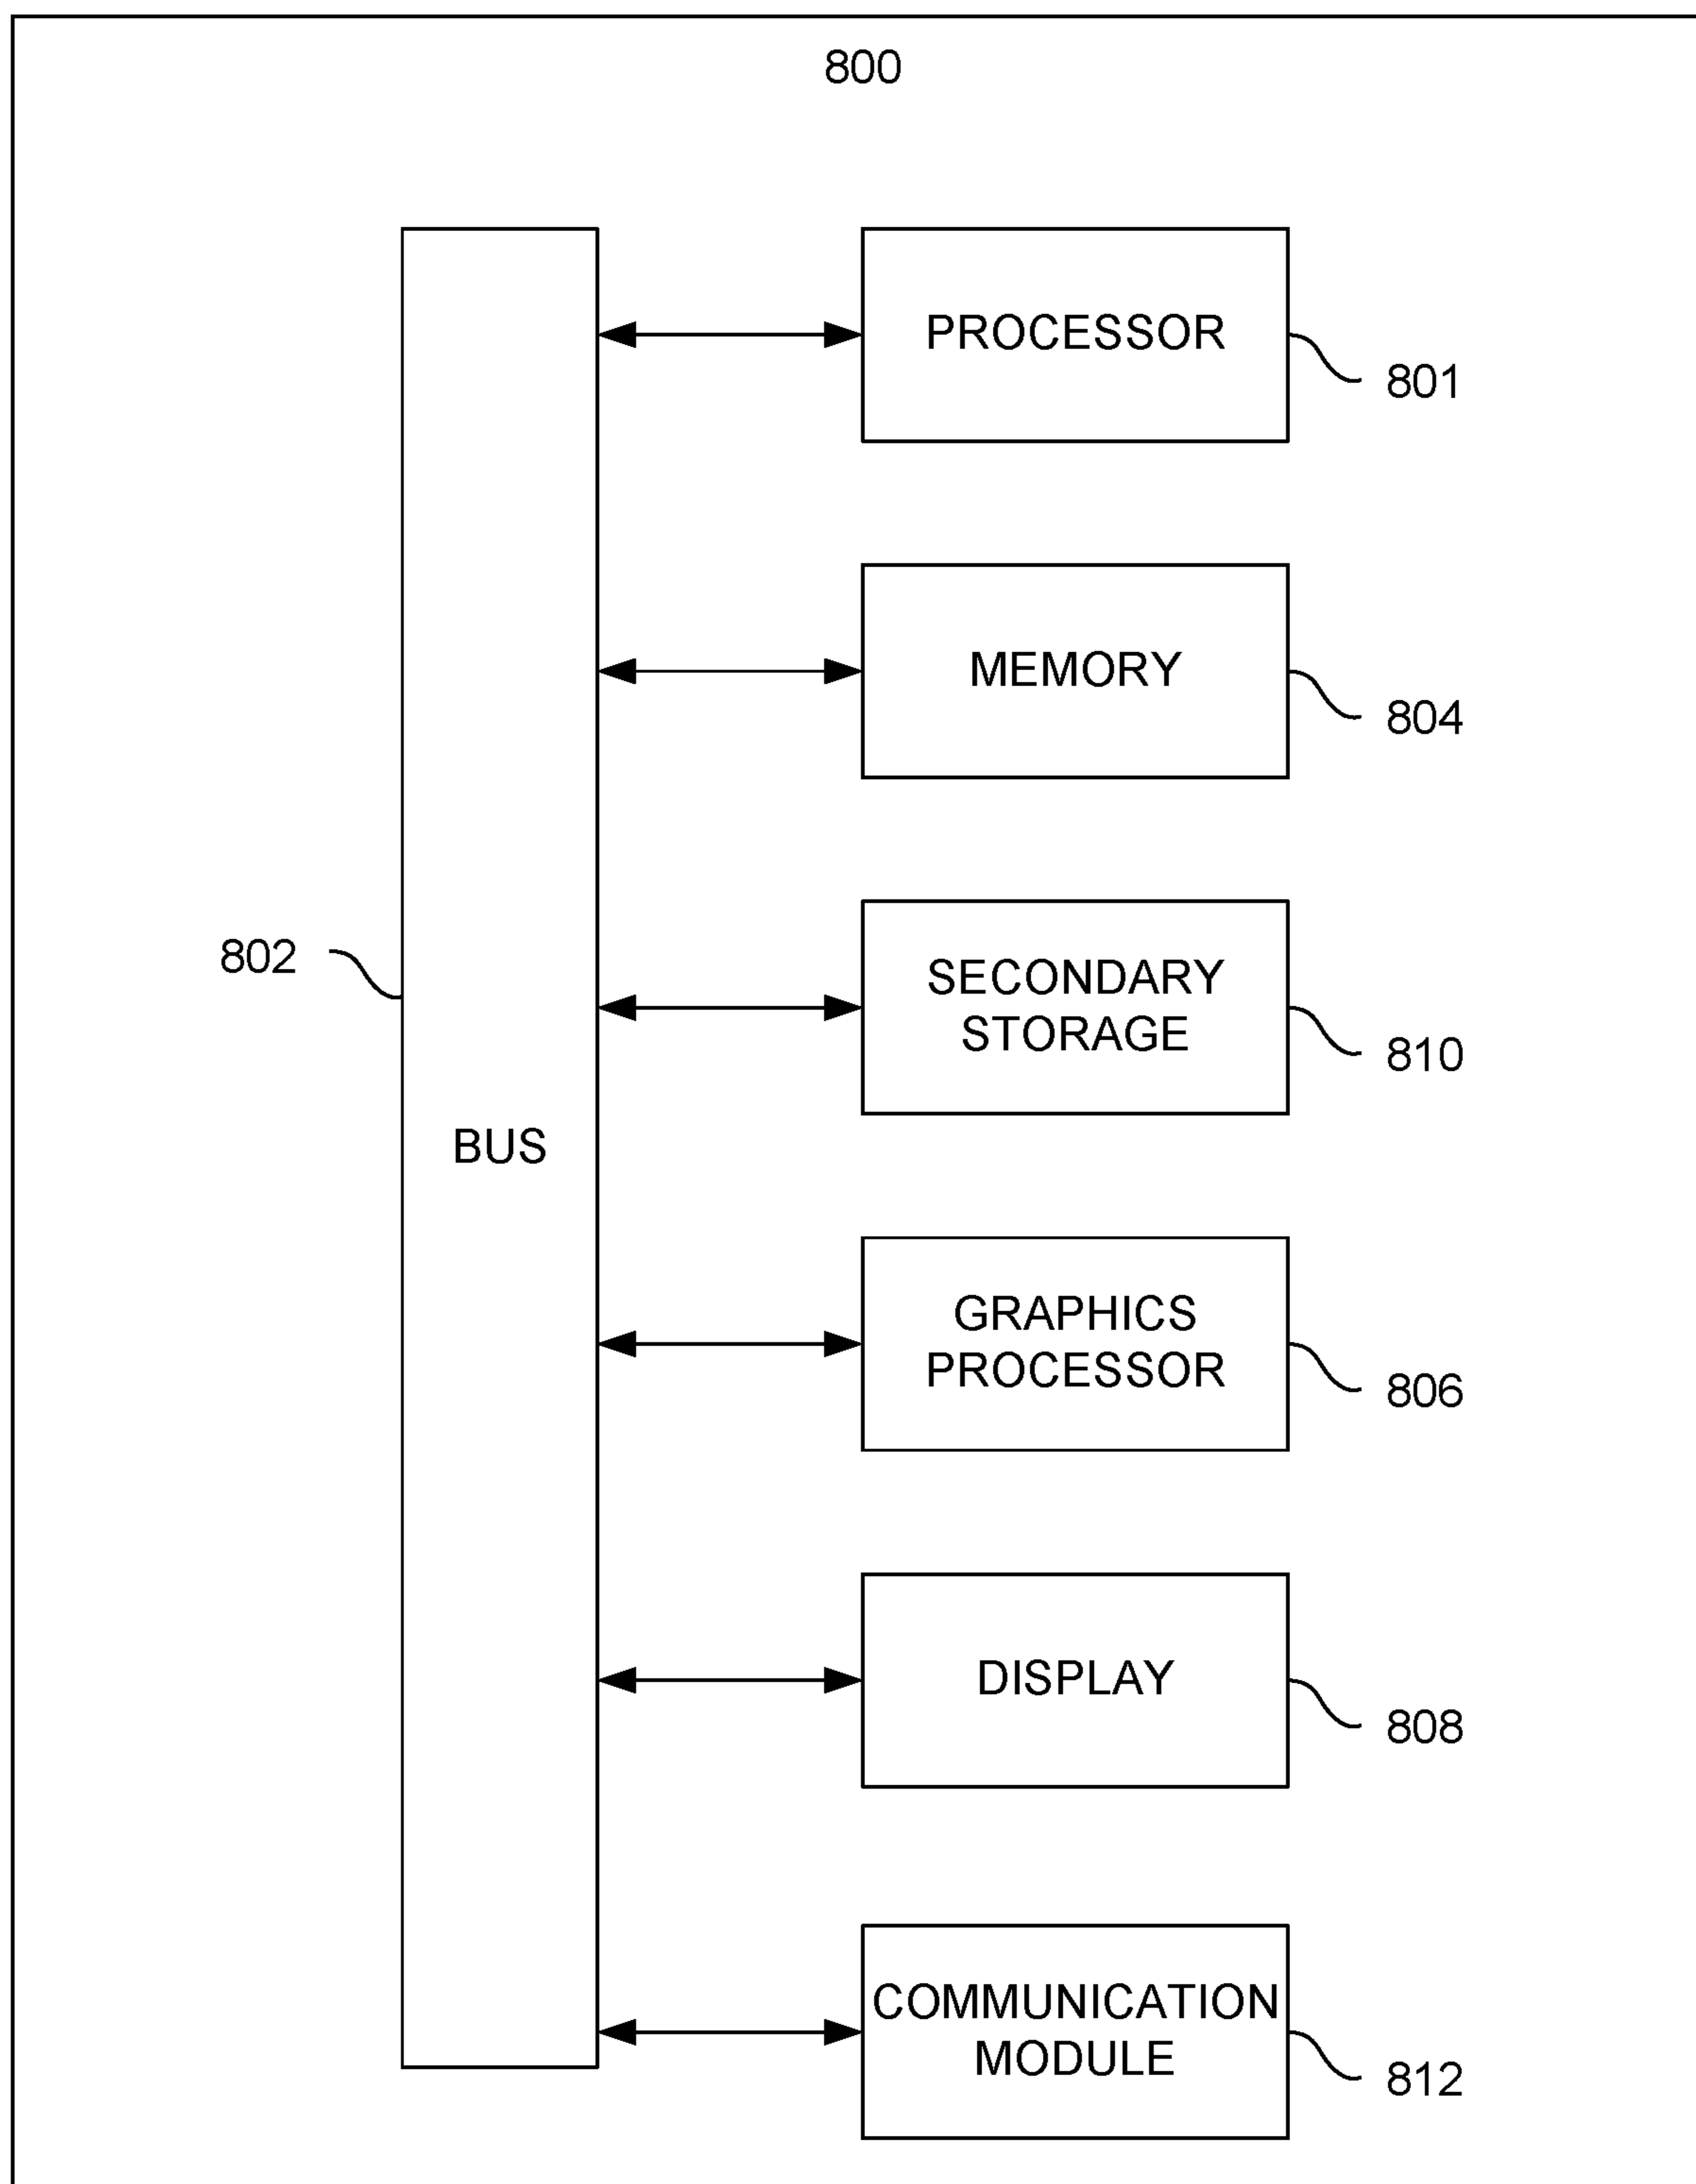 800
PROCESSOR
801
MEMORY
804
802
SECONDARY
STORAGE
810
BUS
GRAPHICS
PROCESSOR
806
DISPLAY
808
COMMUNICATION
MODULE
812